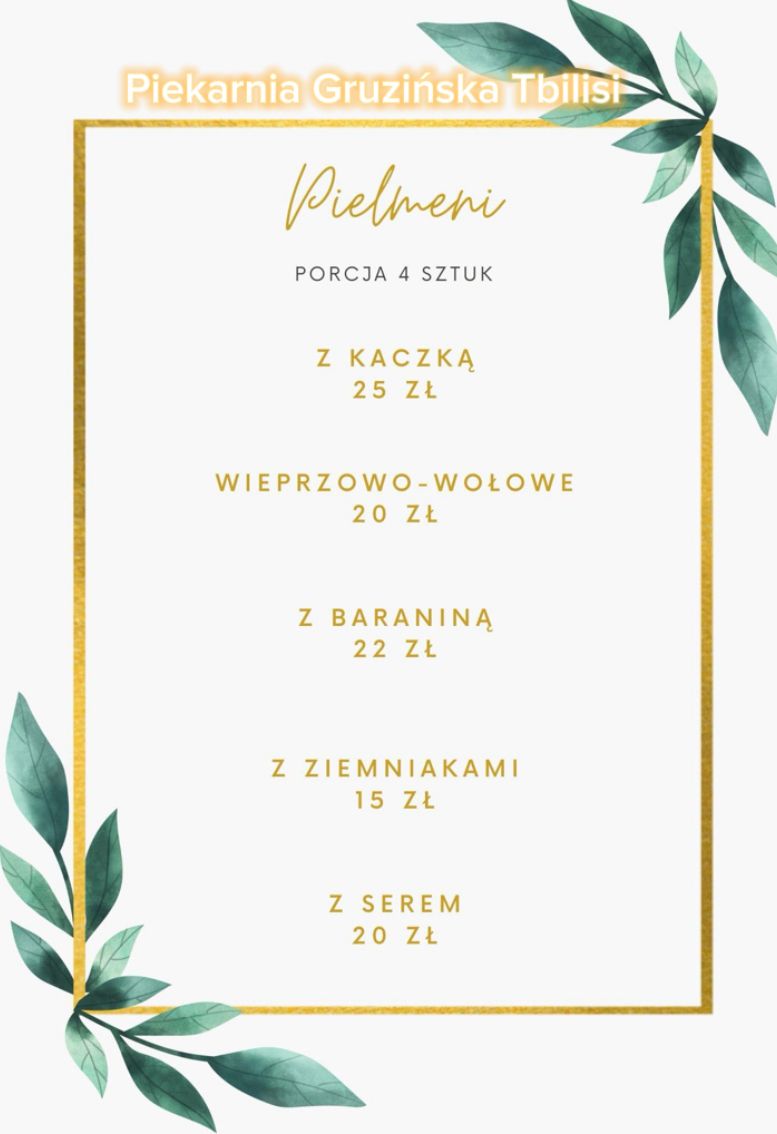 Piekarnia Gruzińska Tbilisi
Pielmeni
PORCJA 4 SZTUK
Z KACZKĄ
25 ZŁ
WIEPRZOWO-WOŁOWE
20 ZŁ
Z BARANINĄ
22 ZŁ
Z ZIEMNIAKAMI
15 ZŁ
Z SEREM
20 ZŁ